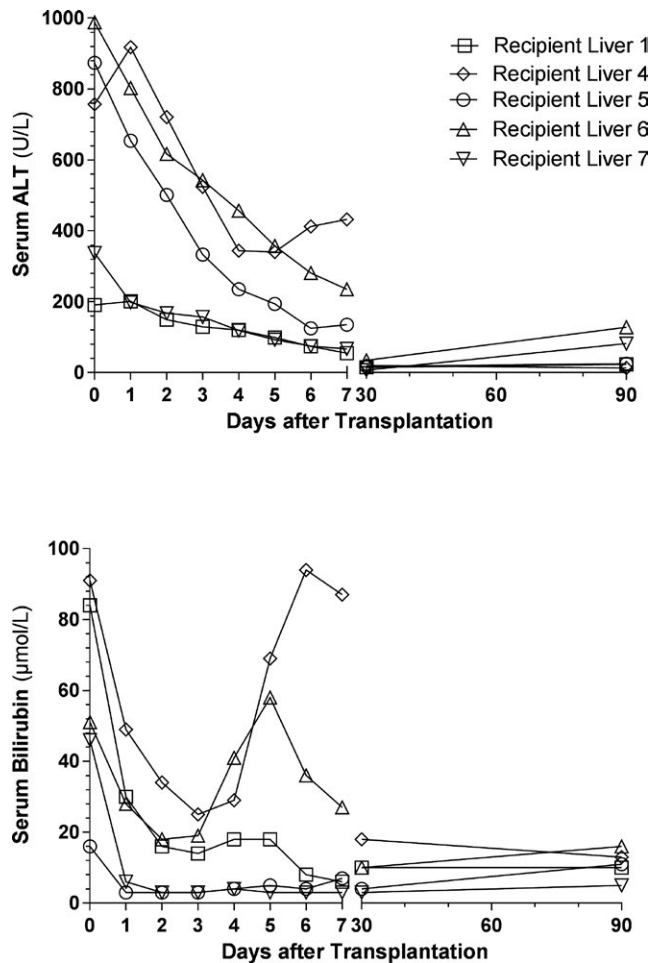 1000
800
600
400
200
0
Serum ALT (U/L)
Recipient Liver 1
Recipient Liver 4
Recipient Liver 5
Recipient Liver 6
Recipient Liver 7
0 1 2 3 4 5 6 7 30 60 90
Days after Transplantation
100
80
60
40
20
0
Serum Bilirubin (μmol/L)
0 1 2 3 4 5 6 7 30 60 90
Days after Transplantation